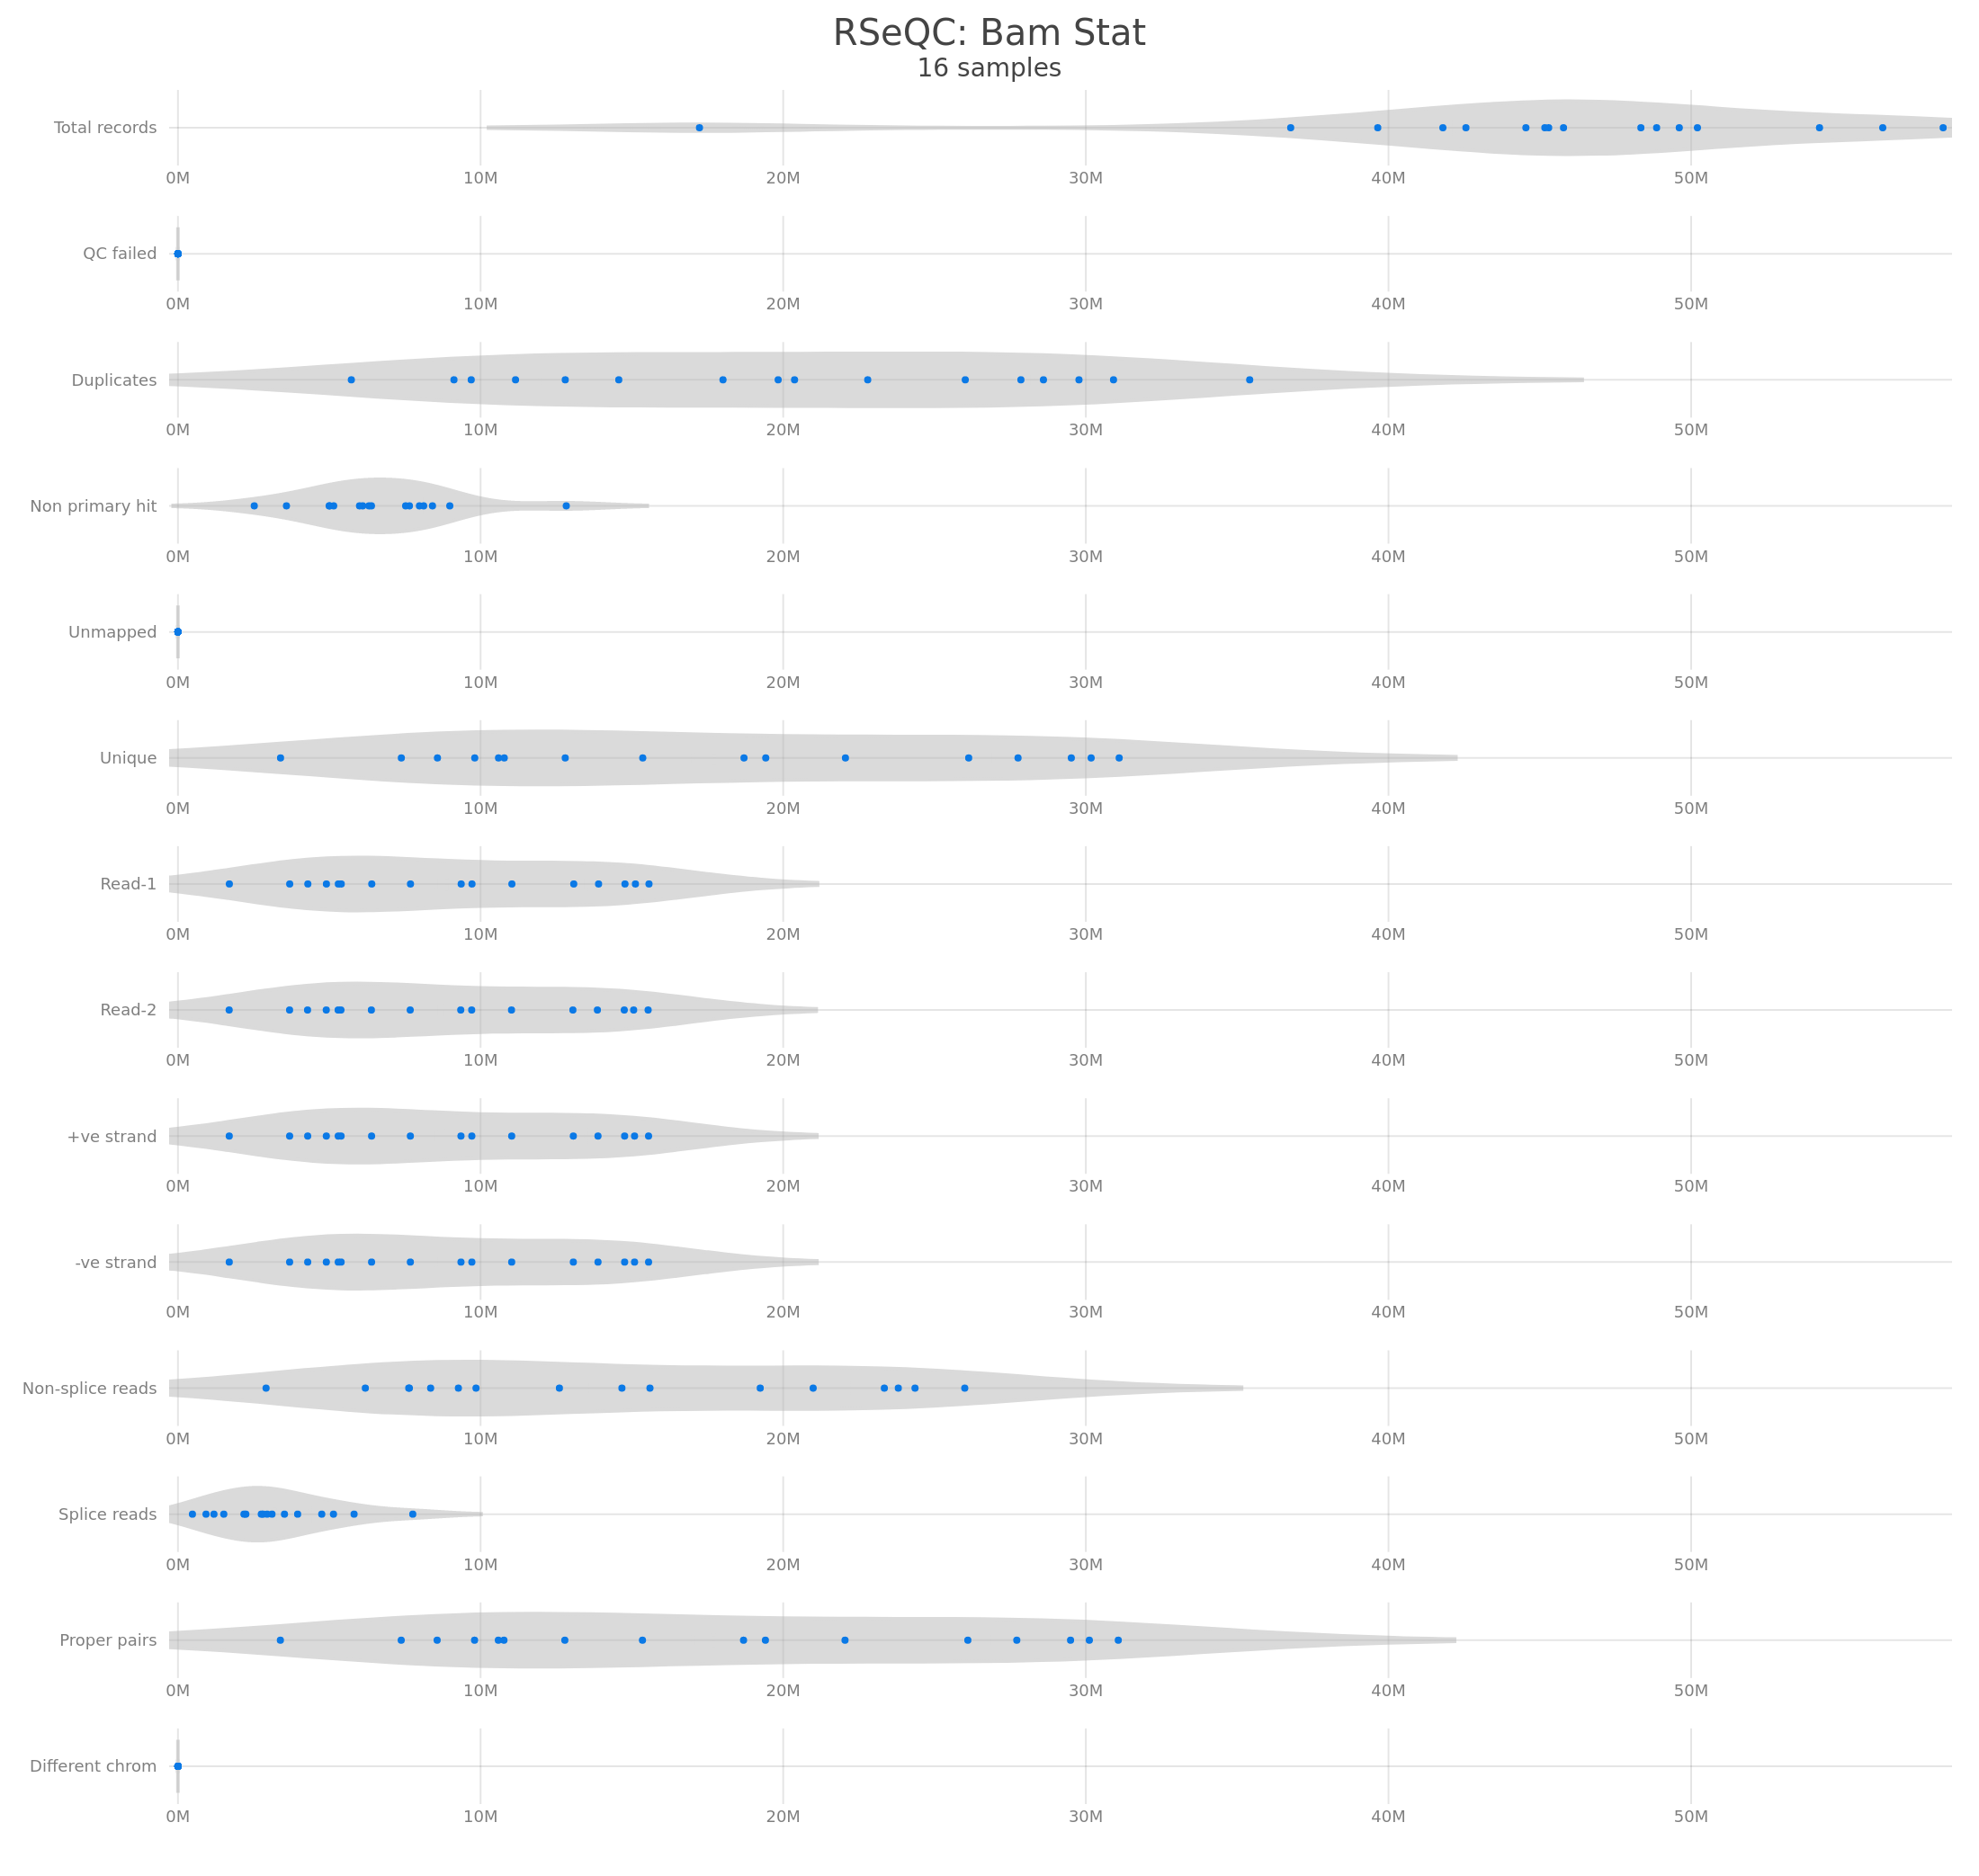 RSeQC: Bam Stat
16 samples
Total records
0M 10M 20M 30M 40M 50M
QC failed
0M 10M 20M 30M 40M 50M
Duplicates
0M 10M 20M 30M 40M 50M
Non primary hit
0M 10M 20M 30M 40M 50M
Unmapped
0M 10M 20M 30M 40M 50M
Unique
0M 10M 20M 30M 40M 50M
Read-1
0M 10M 20M 30M 40M 50M
Read-2
0M 10M 20M 30M 40M 50M
+ve strand
0M 10M 20M 30M 40M 50M
-ve strand
0M 10M 20M 30M 40M 50M
Non-splice reads
0M 10M 20M 30M 40M 50M
Splice reads
0M 10M 20M 30M 40M 50M
Proper pairs
0M 10M 20M 30M 40M 50M
Different chrom
0M 10M 20M 30M 40M 50M